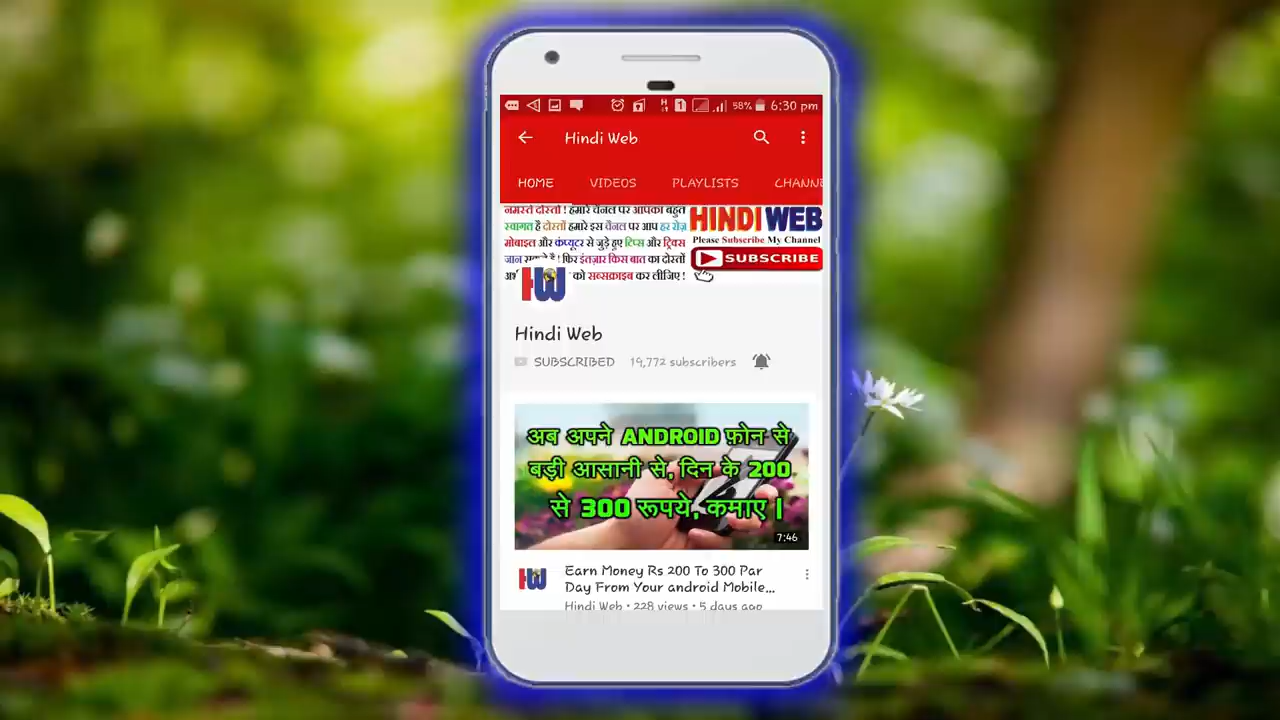 58% 6:30 pm
Hindi Web
HOME VIDEOS PLAYLISTS CHANNE
नमस्ते दोस्तों ! हमारे चैनल पर आपका बहुत
स्वागत है दोस्तों हमारे इस चैनल पर आप हर रोज़
मोबाइल और कंप्यूटर से जुड़े हुए टिप्स और ट्रिक्स
जान है ! फिर इंतज़ार किस बात का दोस्तों
को सब्सक्राइब कर लीजिए !
HINDI WEB
Please Subscribe My Channel
SUBSCRIBE
HW
Hindi Web
SUBSCRIBED 19,772 subscribers
अब अपने ANDROID फ़ोन से
बड़ी आसानी से, दिन के 200
से 300 रूपये, कमाए |
7:46
HW
Earn Money Rs 200 To 300 Par
Day From Your android Mobile...
Hindi Web • 228 views • 5 days ago